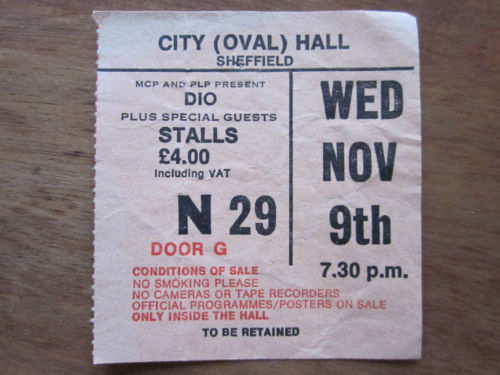 CITY (OVAL) HALL
SHEFFIELD
MCP AND PLP PRESENT
DIO
PLUS SPECIAL GUESTS
STALLS
£4.00
including VAT
N 29
DOOR G
WED
NOV
9th
7.30 p.m.
CONDITIONS OF SALE
NO SMOKING PLEASE
NO CAMERAS OR TAPE RECORDERS
OFFICIAL PROGRAMMES/POSTERS ON SALE
ONLY INSIDE THE HALL
TO BE RETAINED